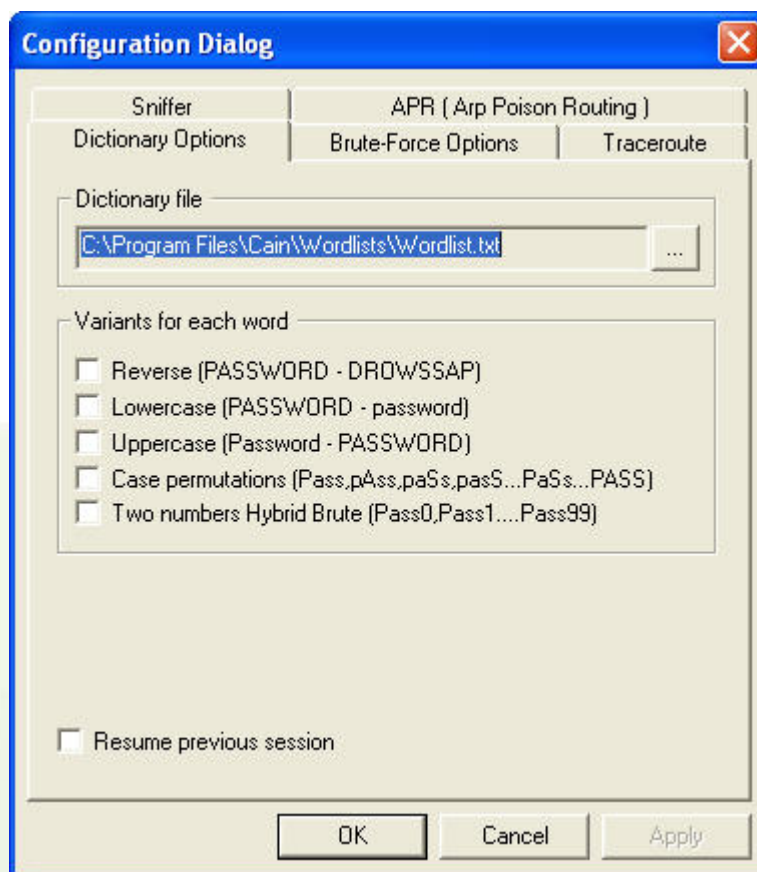 Configuration Dialog
Sniffer
APR ( Arp Poison Routing )
Dictionary Options
Brute-Force Options
Traceroute
Dictionary file
C:\Program Files\Cain\Wordlists\Wordlist.txt
...
Variants for each word
Reverse (PASSWORD - DROWSSAP)
Lowercase (PASSWORD - password)
Uppercase (Password - PASSWORD)
Case permutations (Pass,pAss,paSs,pasS...PaSs...PASS)
Two numbers Hybrid Brute (Pass0,Pass1....Pass99)
Resume previous session
OK
Cancel
Apply